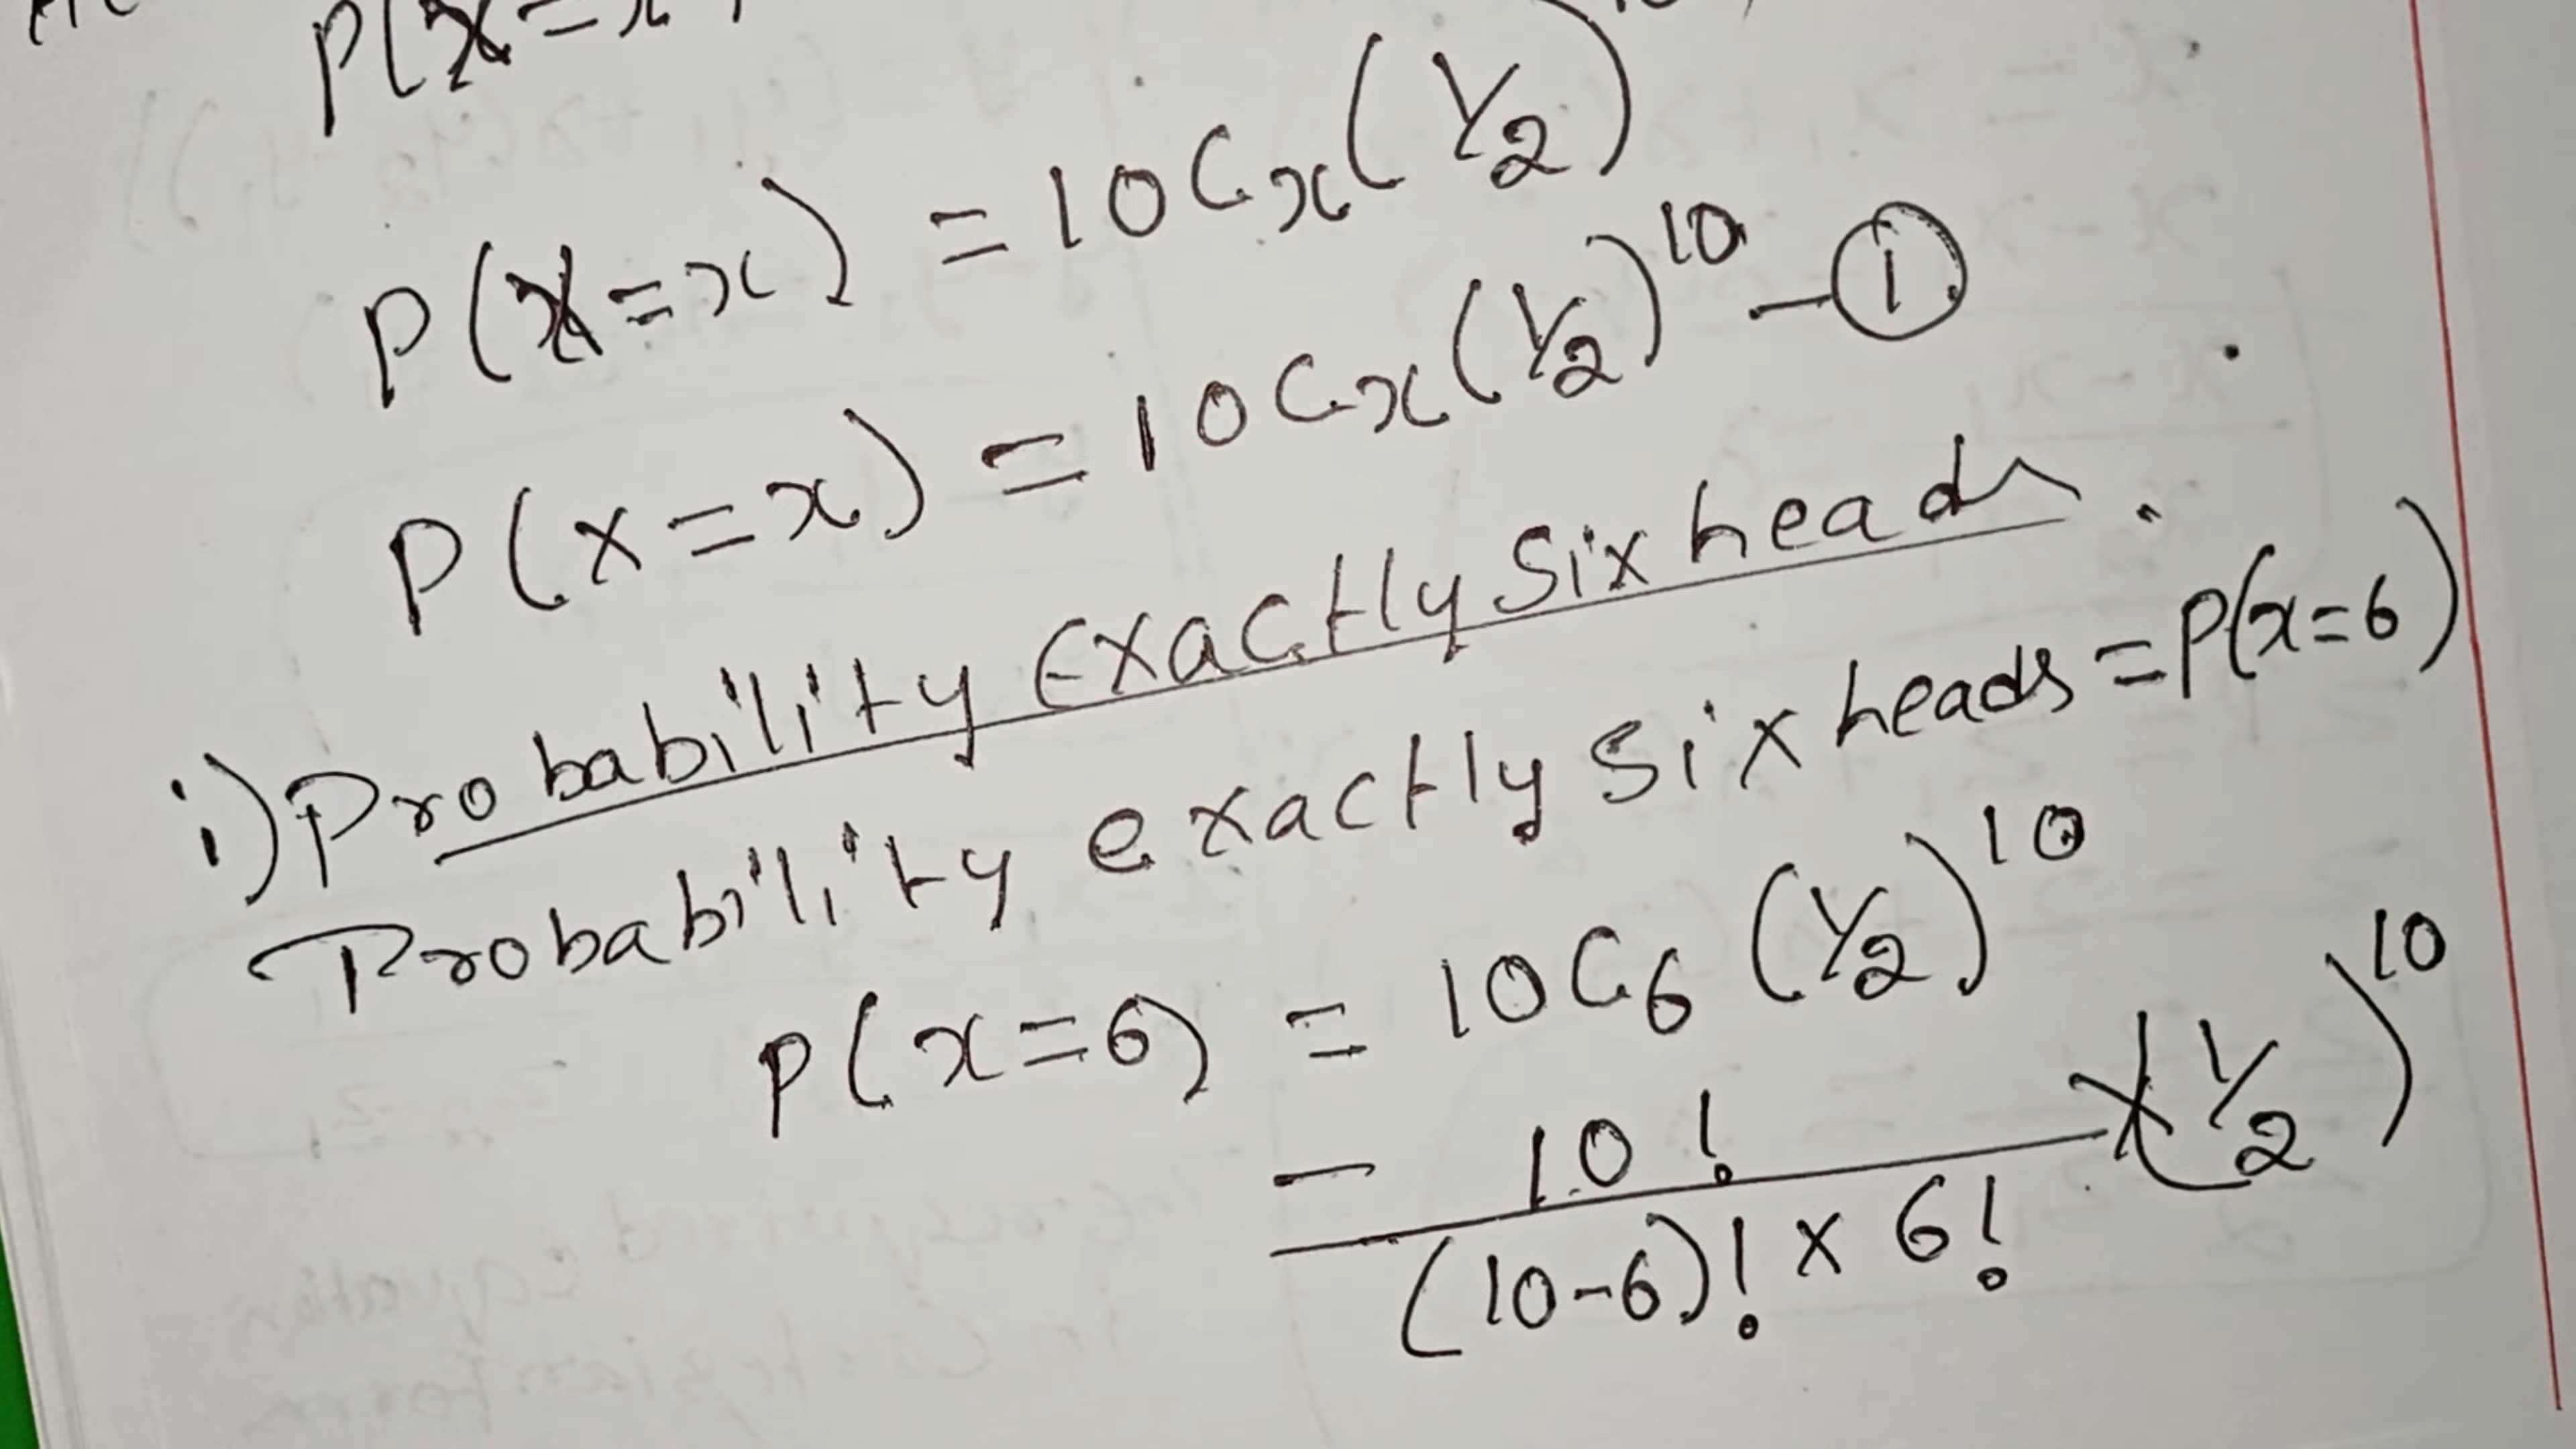 P(X=x
P(X=x) = 10Cx(1/2)
P(x=x) = 10Cx(1/2)^10 - ①
i) Probability Exactly Six heads.
Probability exactly Six heads = P(x=6)
P(x=6) = 10C6 (1/2)^10
- 10! / (10-6)! x 6! x (1/2)^10